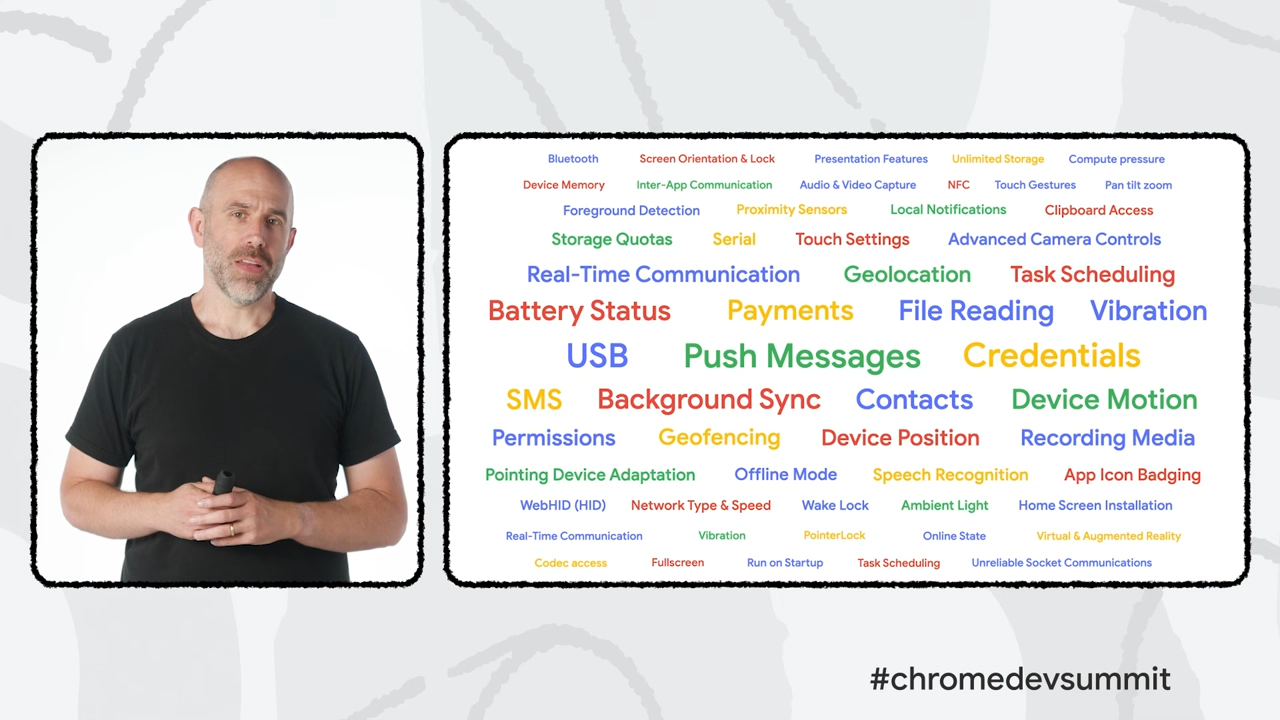 Bluetooth Screen Orientation & Lock Presentation Features Unlimited Storage Compute pressure
Device Memory Inter-App Communication Audio & Video Capture NFC Touch Gestures Pan tilt zoom
Foreground Detection Proximity Sensors Local Notifications Clipboard Access
Storage Quotas Serial Touch Settings Advanced Camera Controls
Real-Time Communication Geolocation Task Scheduling
Battery Status Payments File Reading Vibration
USB Push Messages Credentials
SMS Background Sync Contacts Device Motion
Permissions Geofencing Device Position Recording Media
Pointing Device Adaptation Offline Mode Speech Recognition App Icon Badging
WebHID (HID) Network Type & Speed Wake Lock Ambient Light Home Screen Installation
Real-Time Communication Vibration PointerLock Online State Virtual & Augmented Reality
Codec access Fullscreen Run on Startup Task Scheduling Unreliable Socket Communications
#chromedevsummit